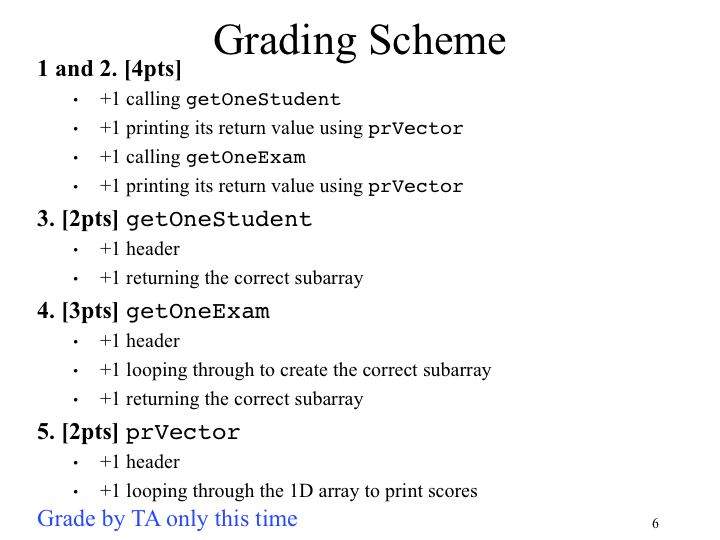 Grading Scheme
1 and 2. [4pts]
• +1 calling getOneStudent
• +1 printing its return value using prVector
• +1 calling getOneExam
• +1 printing its return value using prVector
3. [2pts] getOneStudent
• +1 header
• +1 returning the correct subarray
4. [3pts] getOneExam
• +1 header
• +1 looping through to create the correct subarray
• +1 returning the correct subarray
5. [2pts] prVector
• +1 header
• +1 looping through the 1D array to print scores
Grade by TA only this time
6